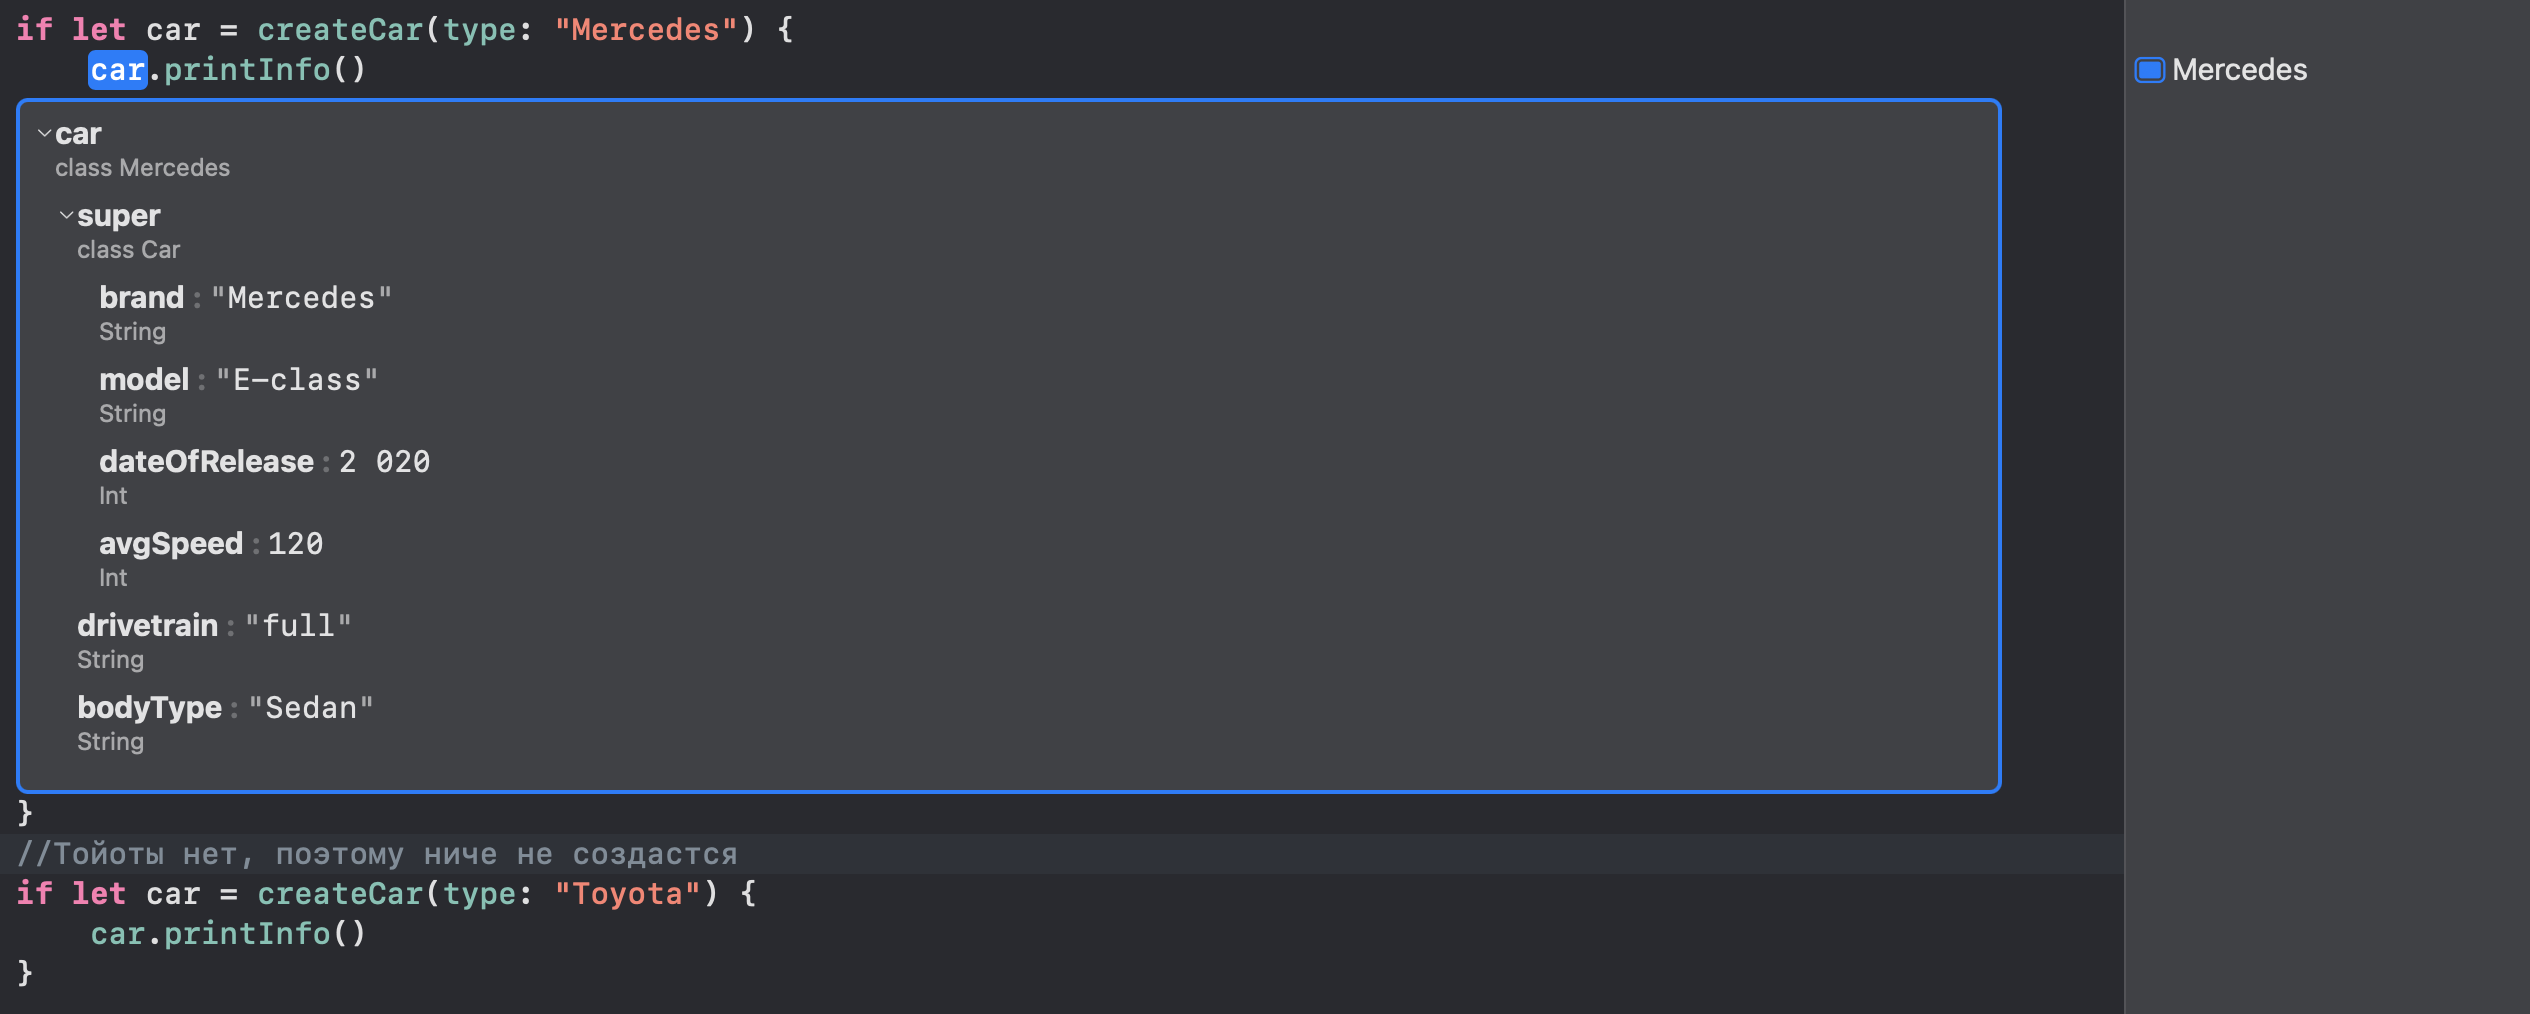 if let car = createCar(type: "Mercedes") {
car.printInfo()
Mercedes
car
class Mercedes
super
class Car
brand : "Mercedes"
String
model : "E-class"
String
dateOfRelease : 2 020
Int
avgSpeed : 120
Int
drivetrain : "full"
String
bodyType : "Sedan"
String
}
//Тойоты нет, поэтому ниче не создастся
if let car = createCar(type: "Toyota") {
car.printInfo()
}